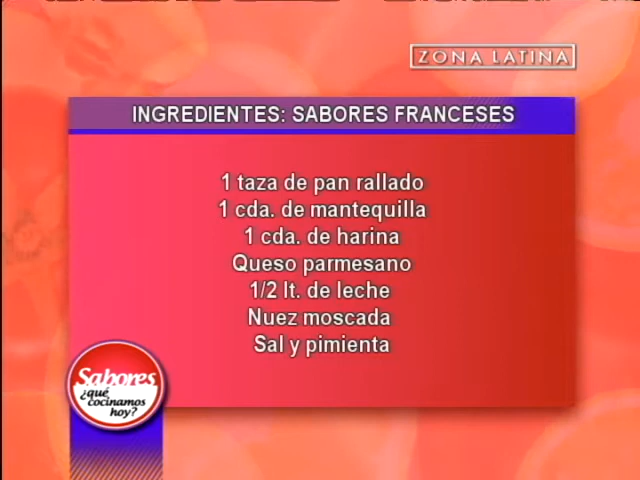 ZONA LATINA
INGREDIENTES: SABORES FRANCESES
1 taza de pan rallado
1 cda. de mantequilla
1 cda. de harina
Queso parmesano
1/2 lt. de leche
Nuez moscada
Sal y pimienta
Sabores
¿qué
cocinamos
hoy?